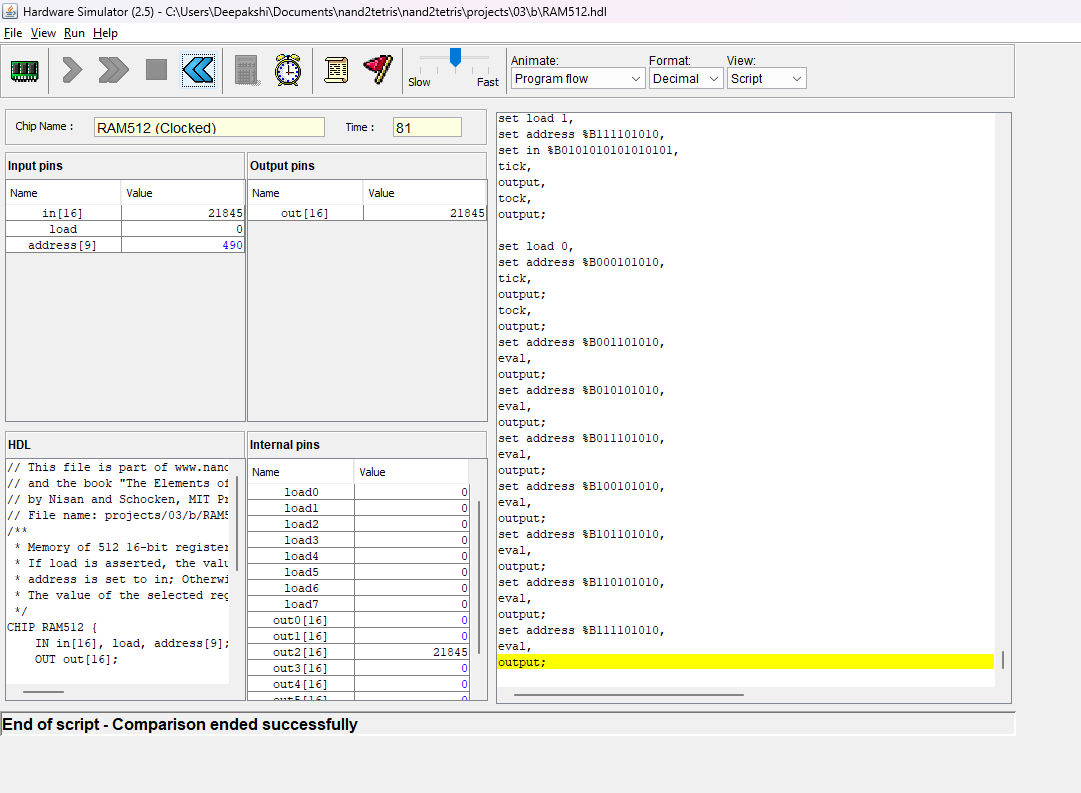 Hardware Simulator (2.5) - C:\Users\Deepakshi\Documents\nand2tetris\nand2tetris\projects\03\b\RAM512.hdl
File View Run Help
Slow Fast
Animate: Format: View:
Program flow Decimal Script
Chip Name : RAM512 (Clocked) Time : 81
Input pins
Name Value
in[16] 21845
load 0
address[9] 490
Output pins
Name Value
out[16] 21845
HDL
// This file is part of www.nanc
// and the book "The Elements of
// by Nisan and Schocken, MIT Pr
// File name: projects/03/b/RAM5
/**
* Memory of 512 16-bit register
* If load is asserted, the valu
* address is set to in; Otherwi
* The value of the selected reg
*/
CHIP RAM512 {
IN in[16], load, address[9];
OUT out[16];
Internal pins
Name Value
load0 0
load1 0
load2 0
load3 0
load4 0
load5 0
load6 0
load7 0
out0[16] 0
out1[16] 0
out2[16] 21845
out3[16] 0
out4[16] 0
out5[16] 0
set load 1,
set address %B111101010,
set in %B0101010101010101,
tick,
output,
tock,
output;
set load 0,
set address %B000101010,
tick,
output;
tock,
output;
set address %B001101010,
eval,
output;
set address %B010101010,
eval,
output;
set address %B011101010,
eval,
output;
set address %B100101010,
eval,
output;
set address %B101101010,
eval,
output;
set address %B110101010,
eval,
output;
set address %B111101010,
eval,
output;
End of script - Comparison ended successfully